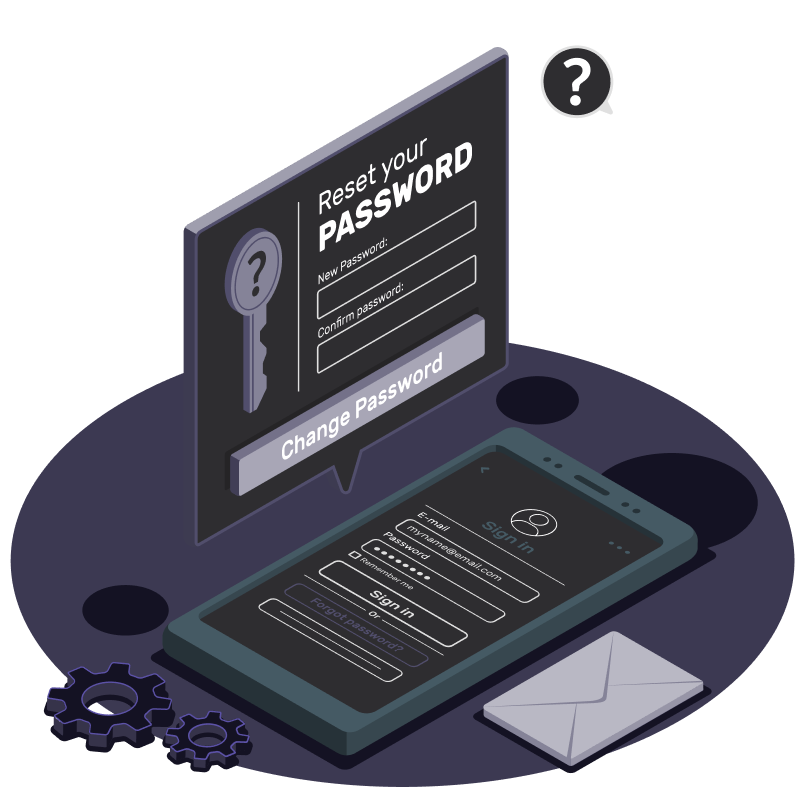 ?
Reset your
PASSWORD
?
New Password:
Confirm password:
Change Password
Sign in
E-mail
myname@email.com
Password
Remember me
Sign in
Or
Forgot password?